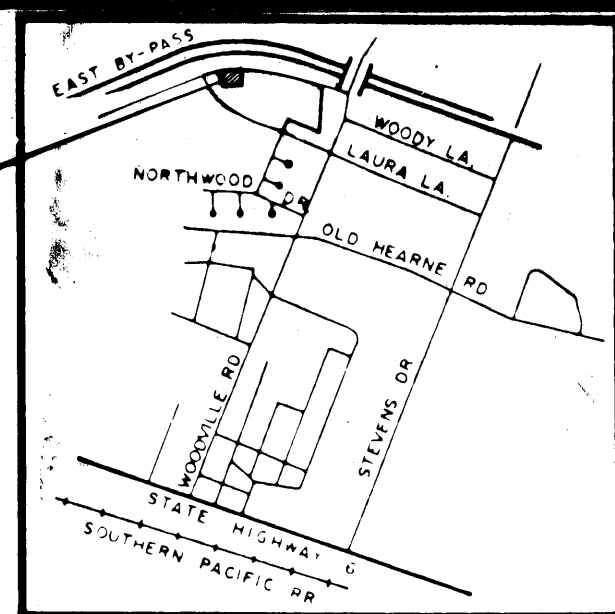 EAST BY-PASS
WOODY LA.
LAURA LA.
NORTHWOOD DR
OLD HEARNE RD
WOODVILLE RD
STEVENS DR
STATE HIGHWAY 6
SOUTHERN PACIFIC RR